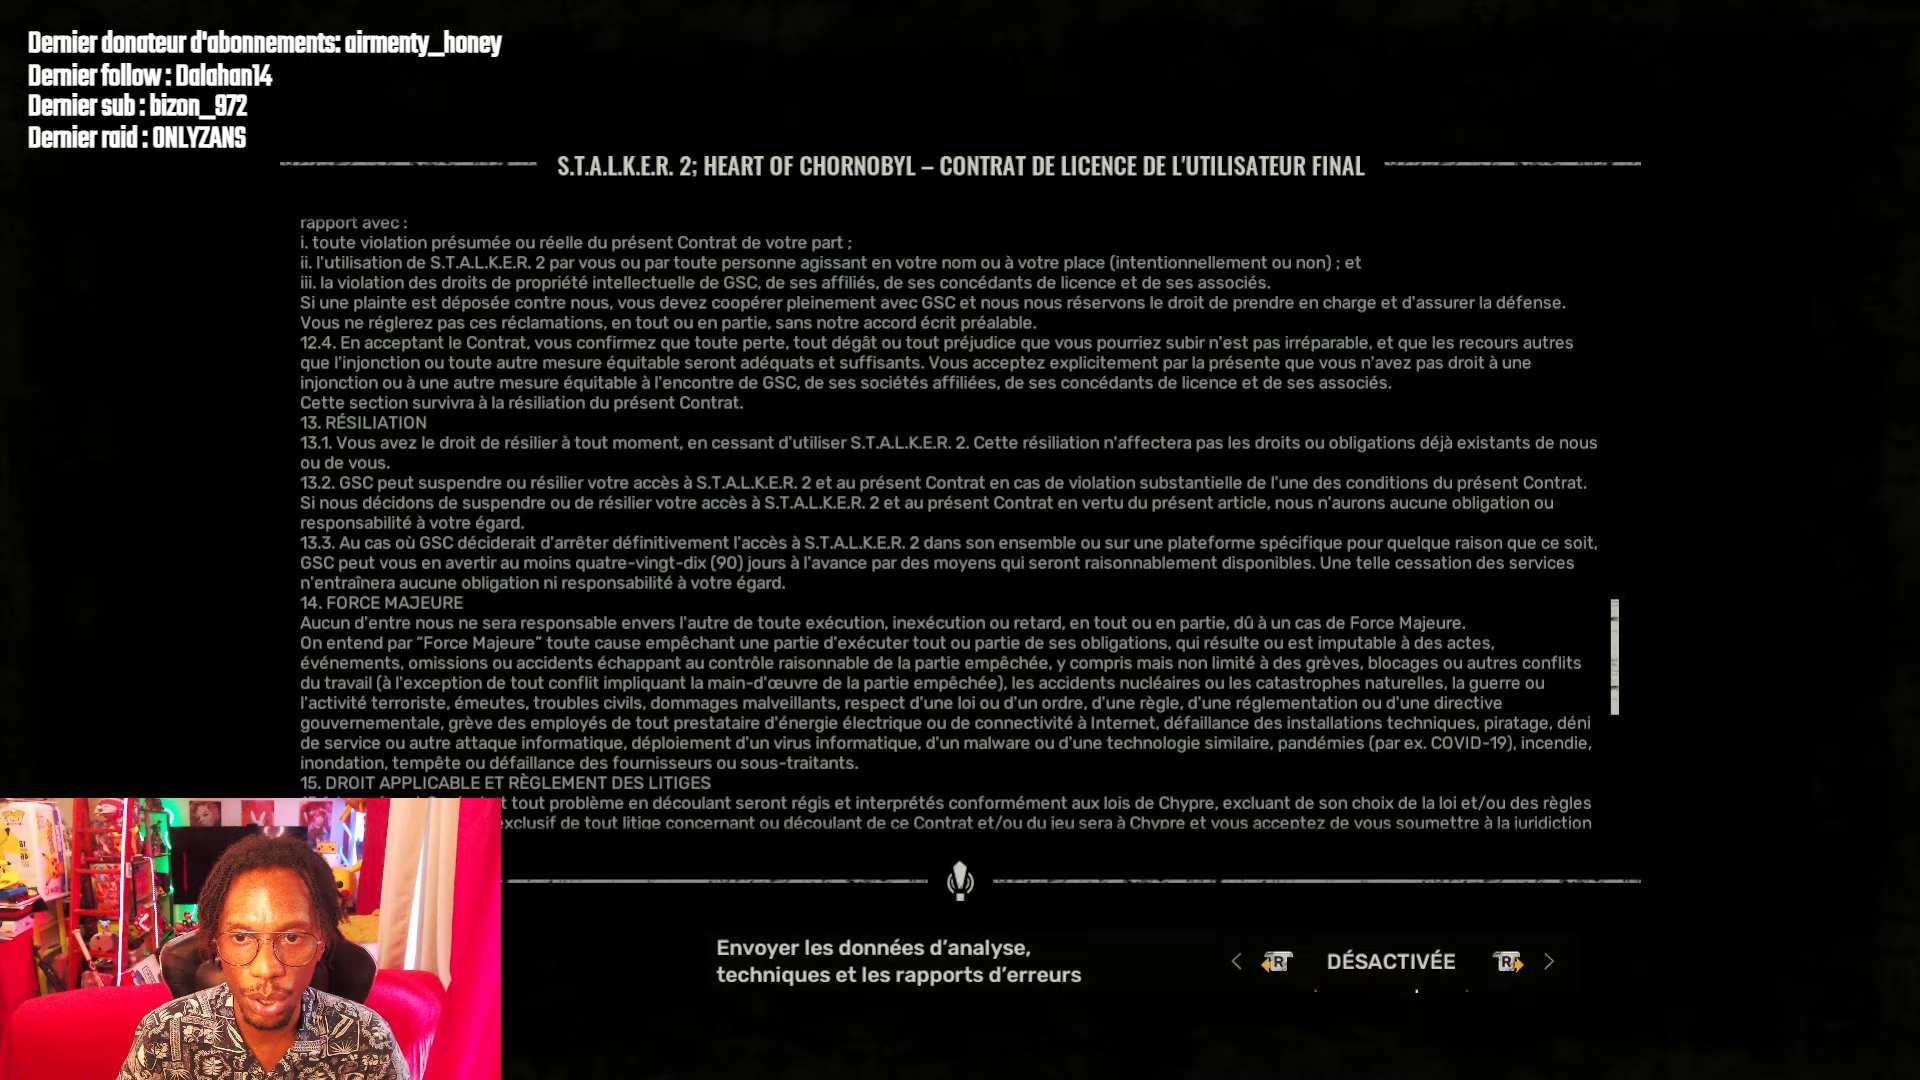 Dernier donateur d'abonnements: airmenty_honey
Dernier follow : Dalahan14
Dernier sub : bizon_972
Dernier raid : ONLYZANS
S.T.A.L.K.E.R. 2; HEART OF CHORNOBYL – CONTRAT DE LICENCE DE L'UTILISATEUR FINAL
rapport avec :
i. toute violation présumée ou réelle du présent Contrat de votre part ;
ii. l'utilisation de S.T.A.L.K.E.R. 2 par vous ou par toute personne agissant en votre nom ou à votre place (intentionnellement ou non) ; et
iii. la violation des droits de propriété intellectuelle de GSC, de ses affiliés, de ses concédants de licence et de ses associés.
Si une plainte est déposée contre nous, vous devez coopérer pleinement avec GSC et nous nous réservons le droit de prendre en charge et d'assurer la défense.
Vous ne réglerez pas ces réclamations, en tout ou en partie, sans notre accord écrit préalable.
12.4. En acceptant le Contrat, vous confirmez que toute perte, tout dégât ou tout préjudice que vous pourriez subir n'est pas irréparable, et que les recours autres
que l'injonction ou toute autre mesure équitable seront adéquats et suffisants. Vous acceptez explicitement par la présente que vous n'avez pas droit à une
injonction ou à une autre mesure équitable à l'encontre de GSC, de ses sociétés affiliées, de ses concédants de licence et de ses associés.
Cette section survivra à la résiliation du présent Contrat.
13. RÉSILIATION
13.1. Vous avez le droit de résilier à tout moment, en cessant d'utiliser S.T.A.L.K.E.R. 2. Cette résiliation n'affectera pas les droits ou obligations déjà existants de nous
ou de vous.
13.2. GSC peut suspendre ou résilier votre accès à S.T.A.L.K.E.R. 2 et au présent Contrat en cas de violation substantielle de l'une des conditions du présent Contrat.
Si nous décidons de suspendre ou de résilier votre accès à S.T.A.L.K.E.R. 2 et au présent Contrat en vertu du présent article, nous n'aurons aucune obligation ou
responsabilité à votre égard.
13.3. Au cas où GSC déciderait d'arrêter définitivement l'accès à S.T.A.L.K.E.R. 2 dans son ensemble ou sur une plateforme spécifique pour quelque raison que ce soit,
GSC peut vous en avertir au moins quatre-vingt-dix (90) jours à l'avance par des moyens qui seront raisonnablement disponibles. Une telle cessation des services
n'entraînera aucune obligation ni responsabilité à votre égard.
14. FORCE MAJEURE
Aucun d'entre nous ne sera responsable envers l'autre de toute exécution, inexécution ou retard, en tout ou en partie, dû à un cas de Force Majeure.
On entend par “Force Majeure” toute cause empêchant une partie d'exécuter tout ou partie de ses obligations, qui résulte ou est imputable à des actes,
événements, omissions ou accidents échappant au contrôle raisonnable de la partie empêchée, y compris mais non limité à des grèves, blocages ou autres conflits
du travail (à l'exception de tout conflit impliquant la main-d'œuvre de la partie empêchée), les accidents nucléaires ou les catastrophes naturelles, la guerre ou
l'activité terroriste, émeutes, troubles civils, dommages malveillants, respect d'une loi ou d'un ordre, d'une règle, d'une réglementation ou d'une directive
gouvernementale, grève des employés de tout prestataire d'énergie électrique ou de connectivité à Internet, défaillance des installations techniques, piratage, déni
de service ou autre attaque informatique, déploiement d'un virus informatique, d'un malware ou d'une technologie similaire, pandémies (par ex. COVID-19), incendie,
inondation, tempête ou défaillance des fournisseurs ou sous-traitants.
15. DROIT APPLICABLE ET RÈGLEMENT DES LITIGES
tout problème en découlant seront régis et interprétés conformément aux lois de Chypre, excluant de son choix de la loi et/ou des règles
exclusif de tout litige concernant ou découlant de ce Contrat et/ou du jeu sera à Chypre et vous acceptez de vous soumettre à la juridiction
Envoyer les données d’analyse,
techniques et les rapports d’erreurs
R DÉSACTIVÉE R